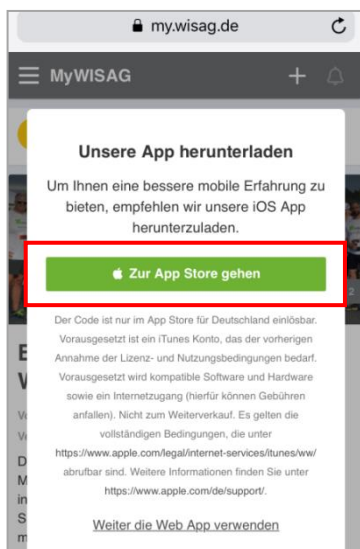 my.wisag.de
MyWISAG
Unsere App herunterladen
Um Ihnen eine bessere mobile Erfahrung zu
bieten, empfehlen wir unsere iOS App
herunterzuladen.
Zur App Store gehen
Der Code ist nur im App Store für Deutschland einlösbar.
Vorausgesetzt ist ein iTunes Konto, das der vorherigen
Annahme der Lizenz- und Nutzungsbedingungen bedarf.
Vorausgesetzt wird kompatible Software und Hardware
sowie ein Internetzugang (hierfür können Gebühren
anfallen). Nicht zum Weiterverkauf. Es gelten die
vollständigen Bedingungen, die unter
https://www.apple.com/legal/internet-services/itunes/ww/
abrufbar sind. Weitere Informationen finden Sie unter
https://www.apple.com/de/support/.
Weiter die Web App verwenden